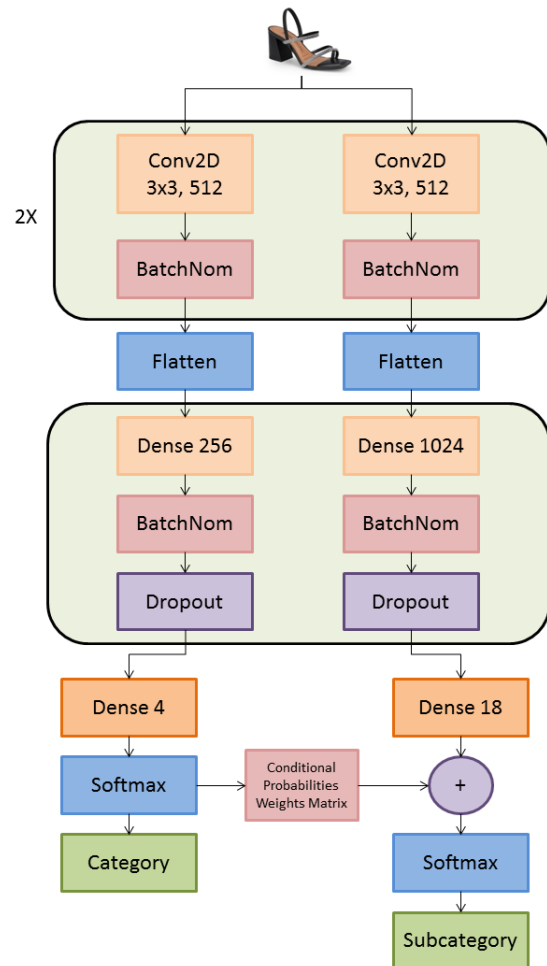 Conv2D
3x3, 512
Conv2D
3x3, 512
2X
BatchNom
BatchNom
Flatten
Flatten
Dense 256
Dense 1024
BatchNom
BatchNom
Dropout
Dropout
Dense 4
Dense 18
Softmax
Conditional
Probabilities
Weights Matrix
+
Category
Softmax
Subcategory